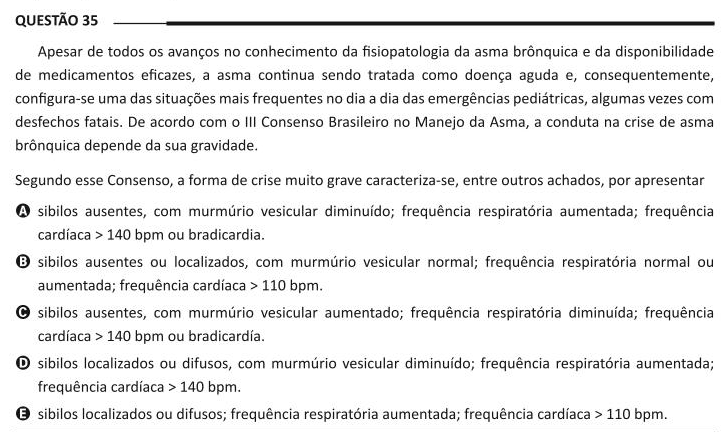 QUESTÃO 35
Apesar de todos os avanços no conhecimento da fisiopatologia da asma brônquica e da disponibilidade
de medicamentos eficazes, a asma continua sendo tratada como doença aguda e, consequentemente,
configura-se uma das situações mais frequentes no dia a dia das emergências pediátricas, algumas vezes com
desfechos fatais. De acordo com o III Consenso Brasileiro no Manejo da Asma, a conduta na crise de asma
brônquica depende da sua gravidade.
Segundo esse Consenso, a forma de crise muito grave caracteriza-se, entre outros achados, por apresentar
A sibilos ausentes, com murmúrio vesicular diminuído; frequência respiratória aumentada; frequência
cardíaca > 140 bpm ou bradicardia.
B sibilos ausentes ou localizados, com murmúrio vesicular normal; frequência respiratória normal ou
aumentada; frequência cardíaca > 110 bpm.
C sibilos ausentes, com murmúrio vesicular aumentado; frequência respiratória diminuída; frequência
cardíaca > 140 bpm ou bradicardía.
D sibilos localizados ou difusos, com murmúrio vesicular diminuído; frequência respiratória aumentada;
frequência cardíaca > 140 bpm.
E sibilos localizados ou difusos; frequência respiratória aumentada; frequência cardíaca > 110 bpm.